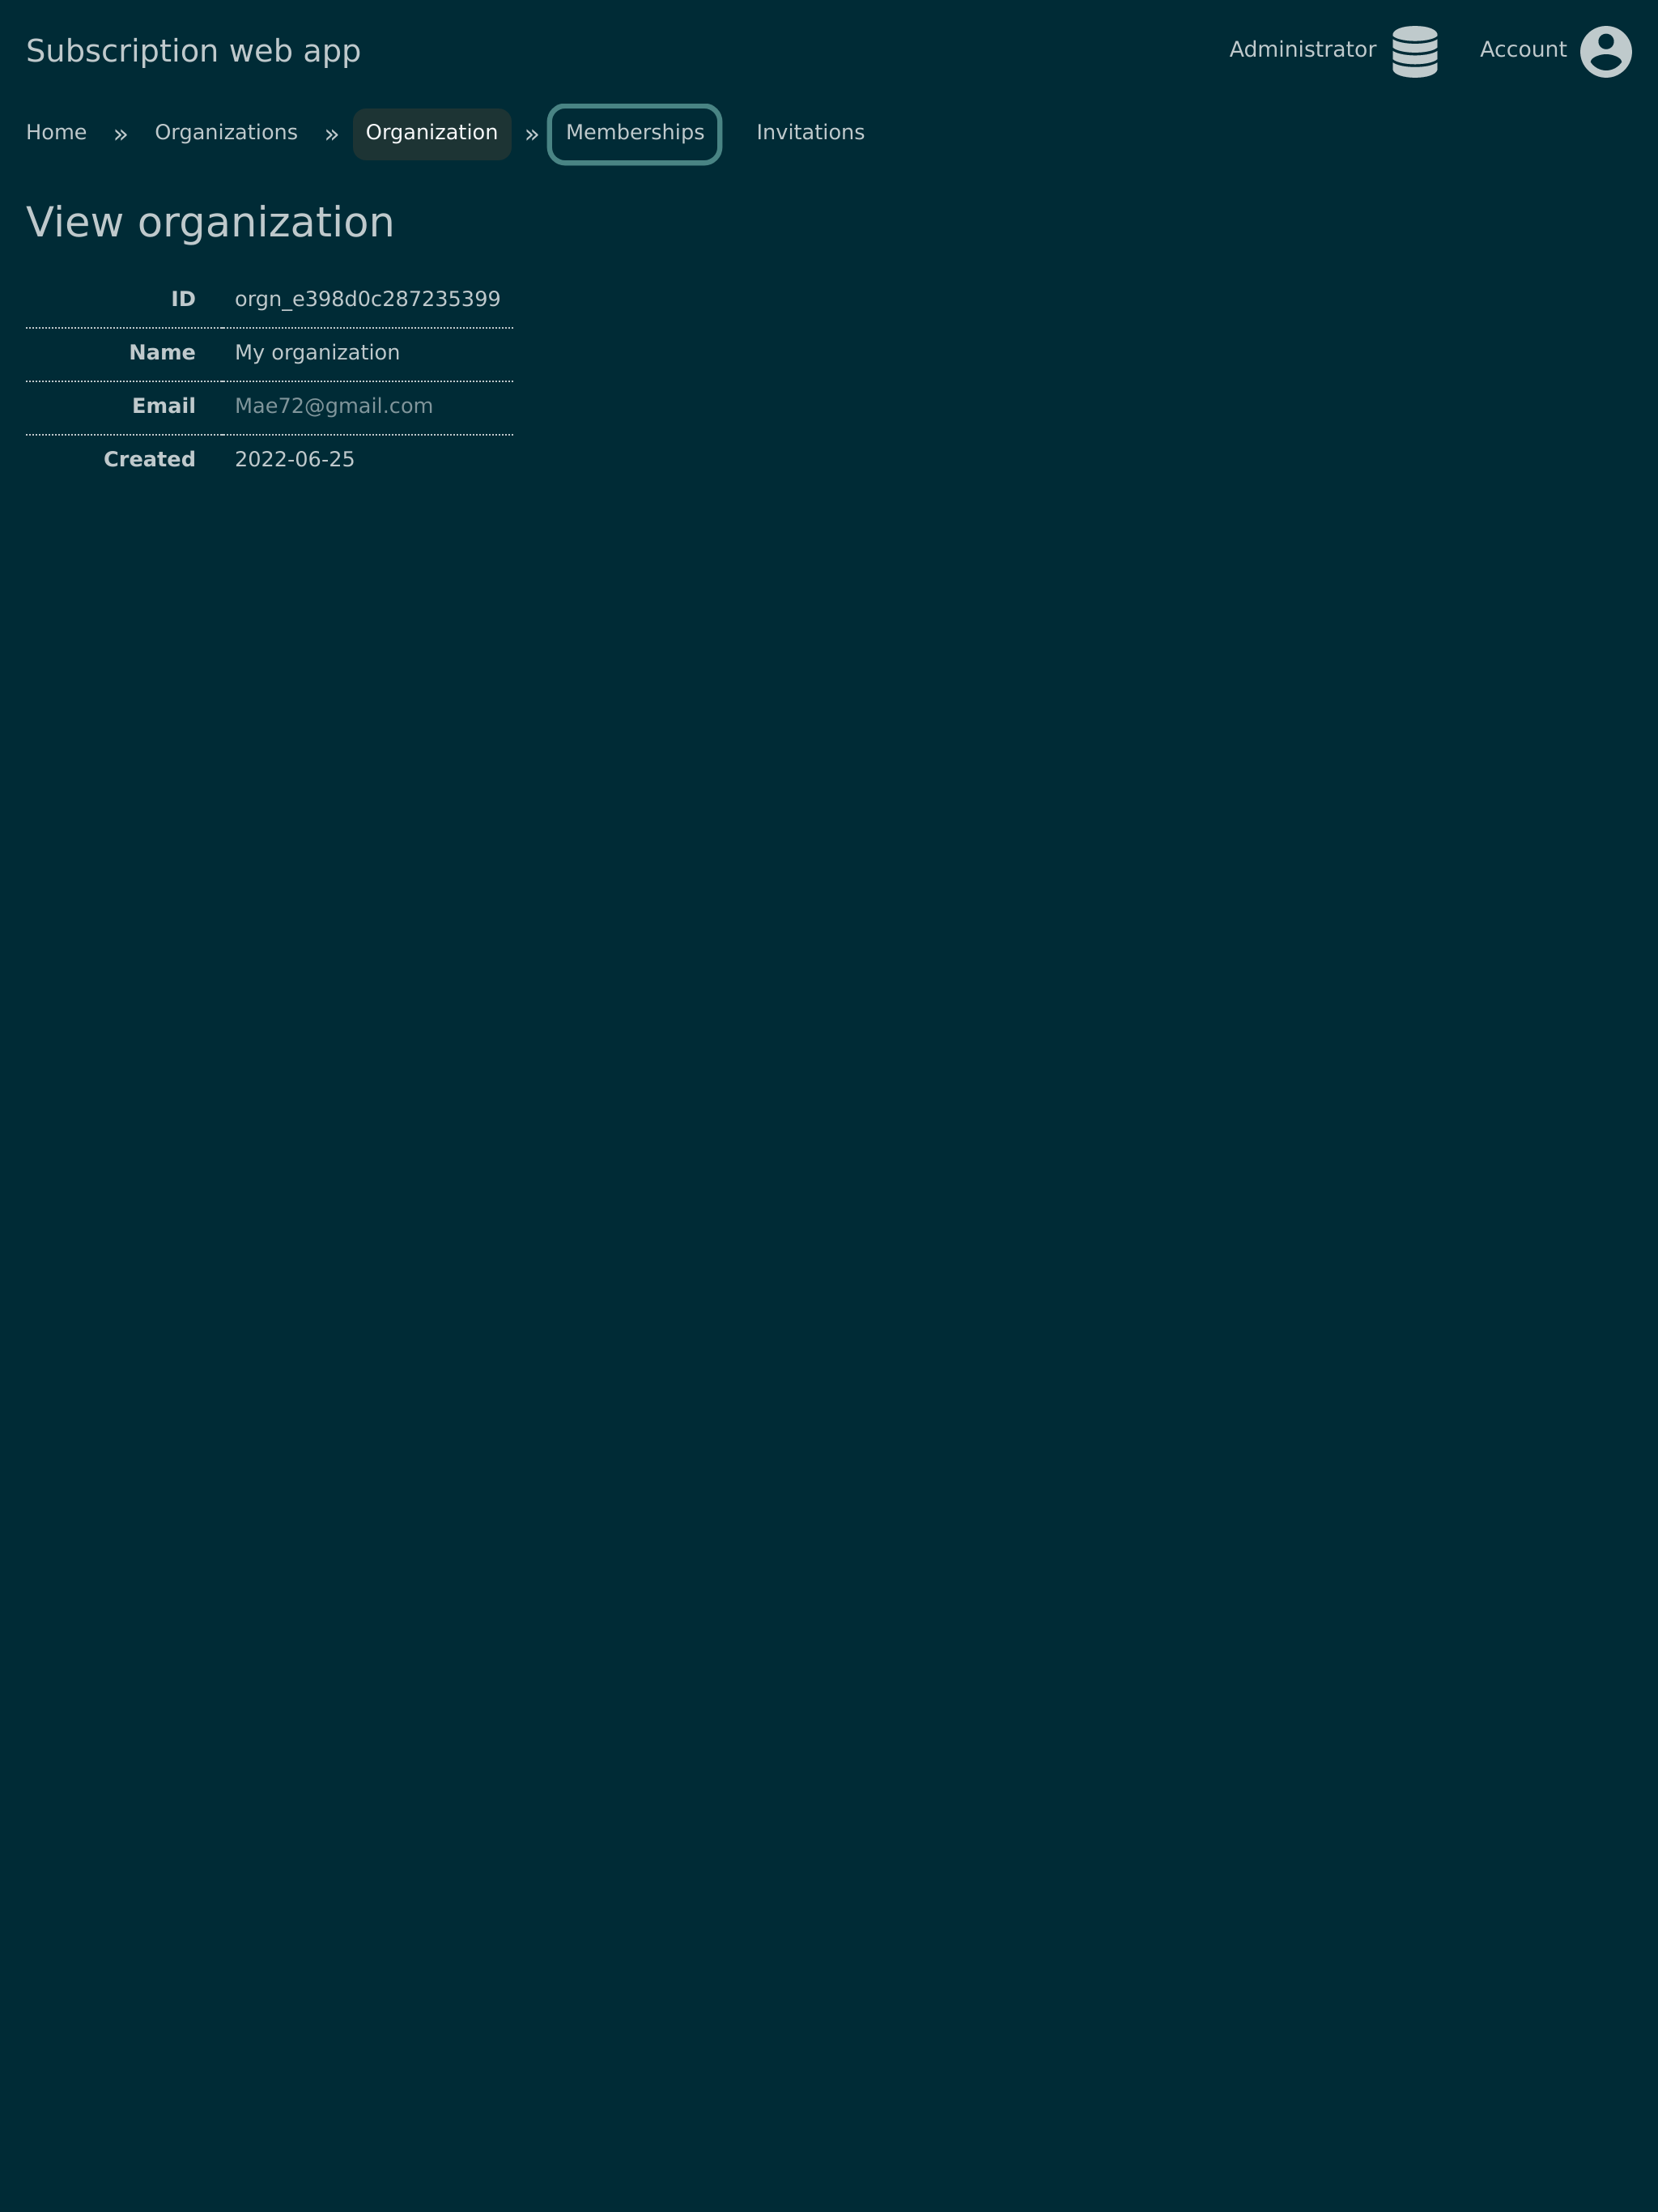 Subscription web app Administrator Account
Home » Organizations » Organization » Memberships Invitations
View organization
ID orgn_e398d0c287235399
Name My organization
Email Mae72@gmail.com
Created 2022-06-25